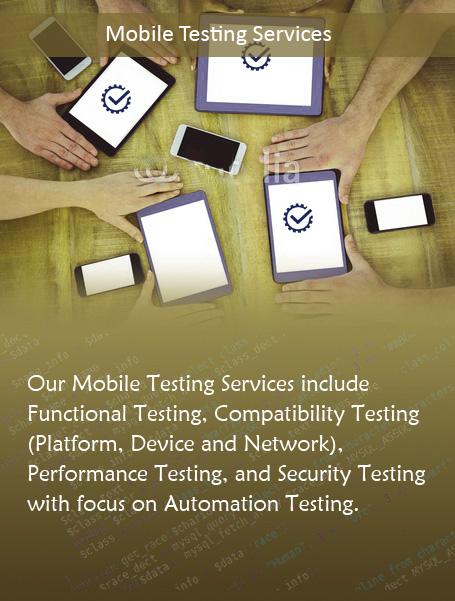 Mobile Testing Services
Our Mobile Testing Services include
Functional Testing, Compatibility Testing
(Platform, Device and Network),
Performance Testing, and Security Testing
with focus on Automation Testing.